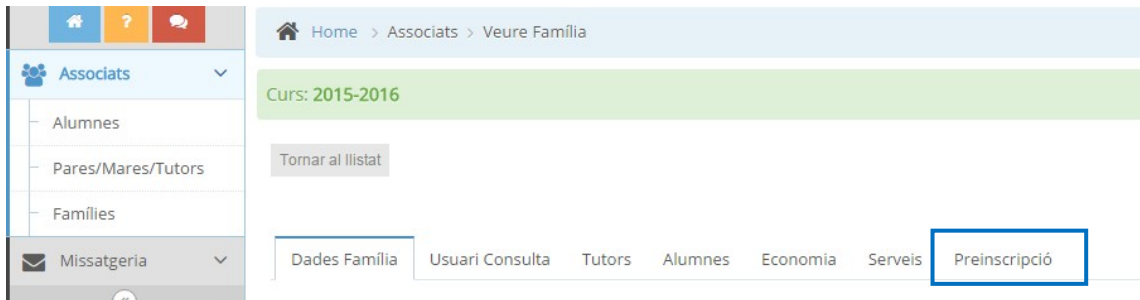 ?
Home > Associats > Veure Família
Associats
Curs: 2015-2016
Alumnes
Pares/Mares/Tutors
Tornar al llistat
Famílies
Missatgeria
Dades Família Usuari Consulta Tutors Alumnes Economia Serveis Preinscripció